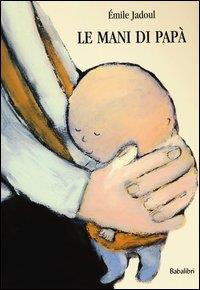 Émile Jadoul
LE MANI DI PAPÀ
Babalibri